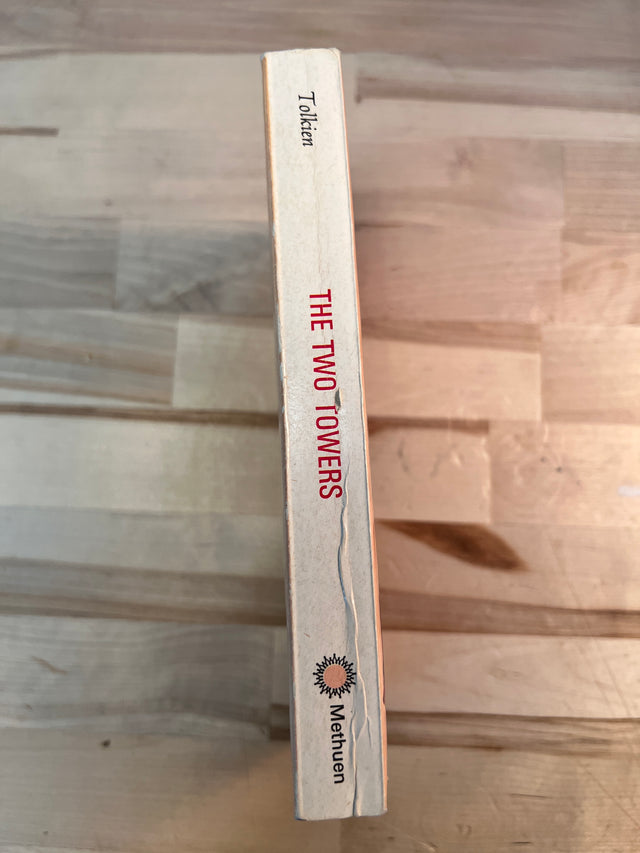 Tolkien
THE TWO TOWERS
Methuen